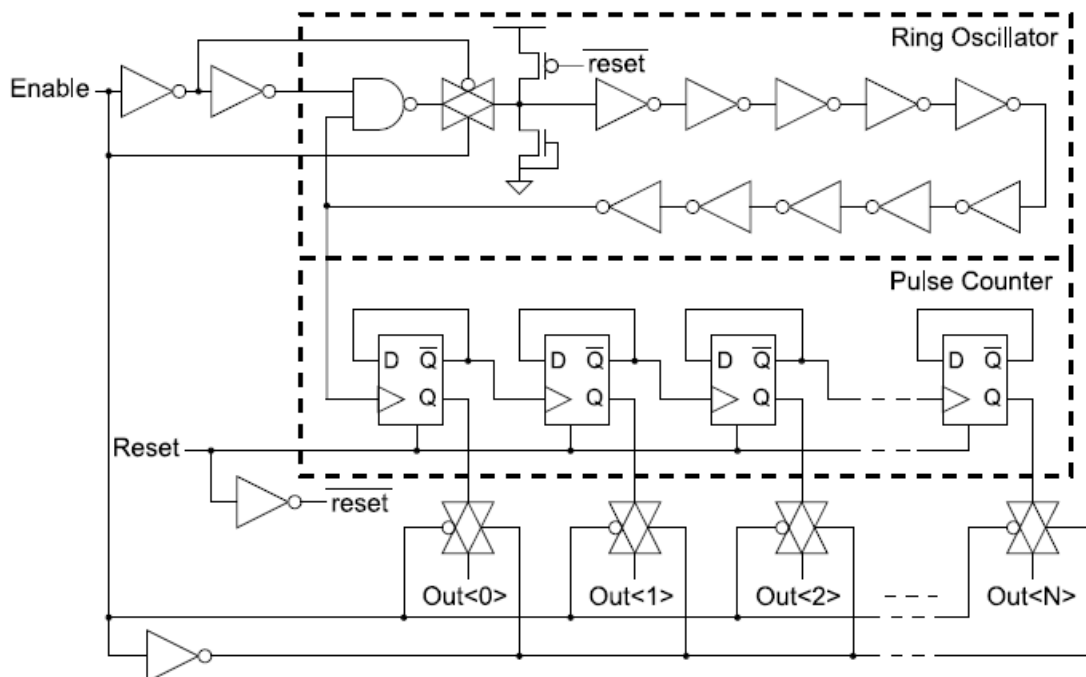 Ring Oscillator
reset
Enable
Pulse Counter
D Q D Q D Q D Q
Q Q Q Q
Reset
reset
Out<0> Out<1> Out<2> Out<N>